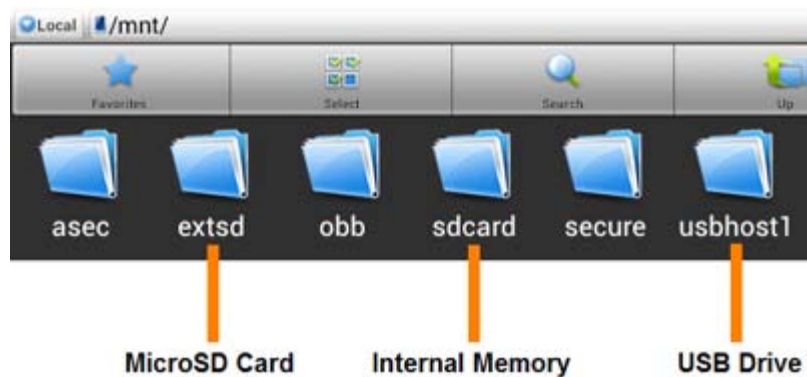 Local /mnt/
Favorites Select Search Up
asec extsd obb sdcard secure usbhost1
MicroSD Card Internal Memory USB Drive